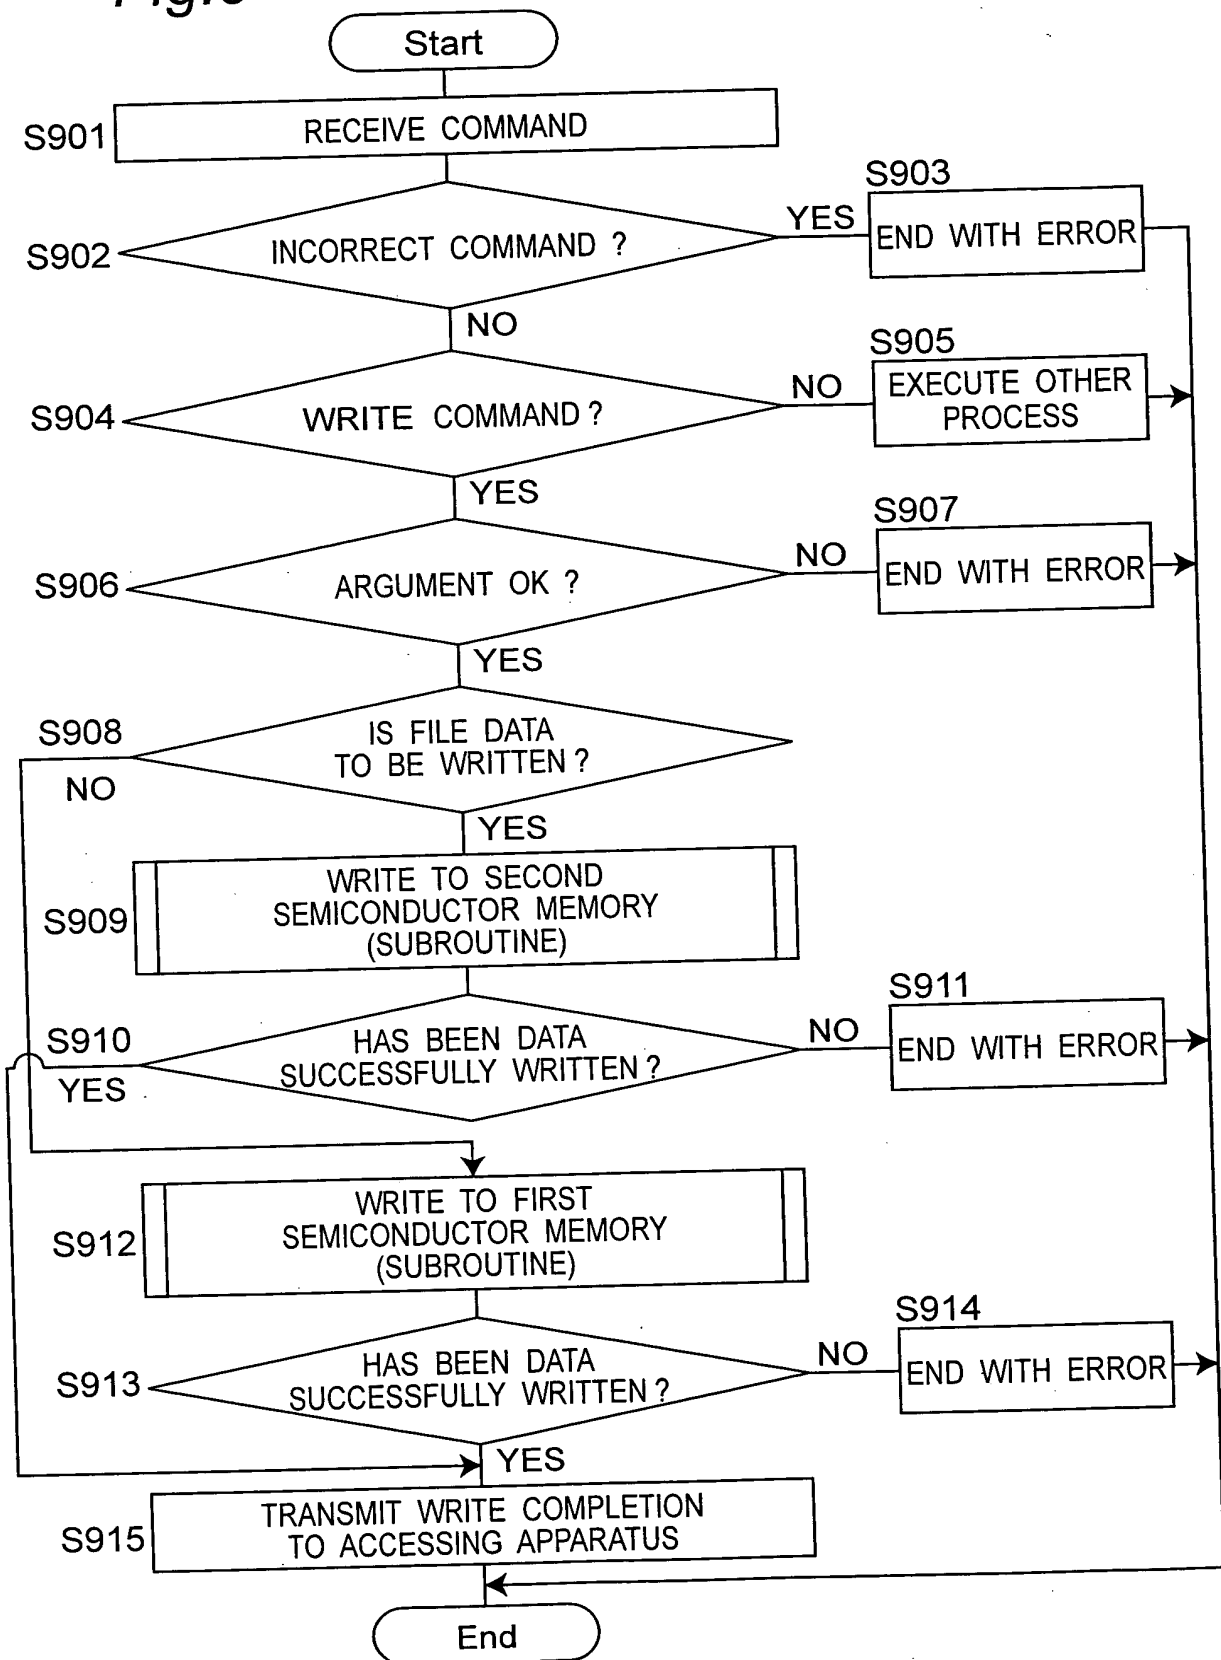 Start
S901
RECEIVE COMMAND
S902
INCORRECT COMMAND ?
YES
S903
END WITH ERROR
NO
S904
WRITE COMMAND ?
NO
S905
EXECUTE OTHER
PROCESS
YES
S906
ARGUMENT OK ?
NO
S907
END WITH ERROR
YES
S908
IS FILE DATA
TO BE WRITTEN ?
NO
YES
S909
WRITE TO SECOND
SEMICONDUCTOR MEMORY
(SUBROUTINE)
S910
HAS BEEN DATA
SUCCESSFULLY WRITTEN ?
YES
NO
S911
END WITH ERROR
S912
WRITE TO FIRST
SEMICONDUCTOR MEMORY
(SUBROUTINE)
S913
HAS BEEN DATA
SUCCESSFULLY WRITTEN ?
NO
S914
END WITH ERROR
YES
S915
TRANSMIT WRITE COMPLETION
TO ACCESSING APPARATUS
End